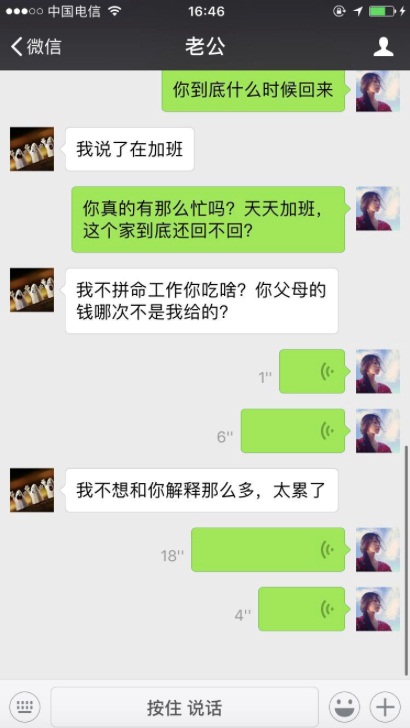 中国电信 16:46
微信 老公
你到底什么时候回来
我说了在加班
你真的有那么忙吗？天天加班，
这个家到底还回不回？
我不拼命工作你吃啥？你父母的
钱哪次不是我给的？
1"
6"
我不想和你解释那么多，太累了
18"
4"
按住 说话